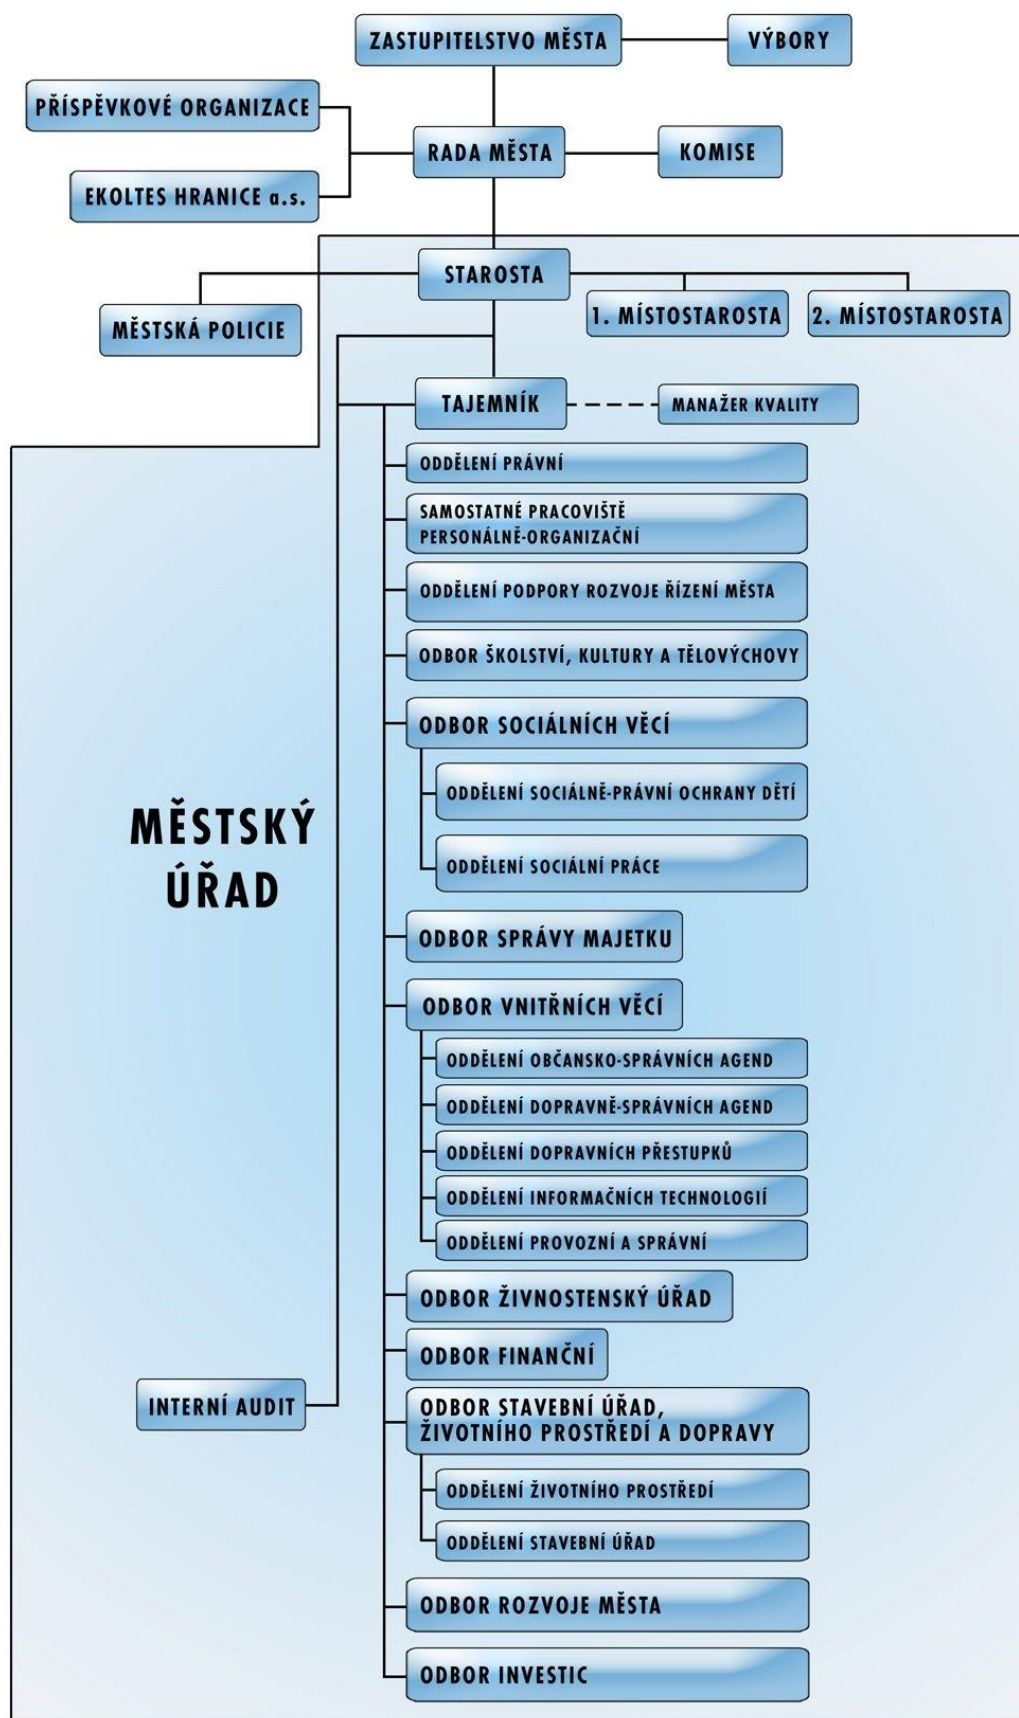 ZASTUPITELSTVO MĚSTA
VÝBORY
PŘÍSPĚVKOVÉ ORGANIZACE
RADA MĚSTA
KOMISE
EKOLTES HRANICE a.s.
STAROSTA
MĚSTSKÁ POLICIE
1. MÍSTOSTAROSTA
2. MÍSTOSTAROSTA
TAJEMNÍK
MANAŽER KVALITY
ODDĚLENÍ PRÁVNÍ
SAMOSTATNÉ PRACOVIŠTĚ
PERSONÁLNĚ-ORGANIZAČNÍ
ODDĚLENÍ PODPORY ROZVOJE ŘÍZENÍ MĚSTA
ODBOR ŠKOLSTVÍ, KULTURY A TĚLOVÝCHOVY
ODBOR SOCIÁLNÍCH VĚCÍ
ODDĚLENÍ SOCIÁLNĚ-PRÁVNÍ OCHRANY DĚTÍ
ODDĚLENÍ SOCIÁLNÍ PRÁCE
MĚSTSKÝ
ÚŘAD
ODBOR SPRÁVY MAJETKU
ODBOR VNITŘNÍCH VĚCÍ
ODDĚLENÍ OBČANSKO-SPRÁVNÍCH AGEND
ODDĚLENÍ DOPRAVNĚ-SPRÁVNÍCH AGEND
ODDĚLENÍ DOPRAVNÍCH PŘESTUPKŮ
ODDĚLENÍ INFORMAČNÍCH TECHNOLOGIÍ
ODDĚLENÍ PROVOZNÍ A SPRÁVNÍ
ODBOR ŽIVNOSTENSKÝ ÚŘAD
ODBOR FINANČNÍ
INTERNÍ AUDIT
ODBOR STAVEBNÍ ÚŘAD,
ŽIVOTNÍHO PROSTŘEDÍ A DOPRAVY
ODDĚLENÍ ŽIVOTNÍHO PROSTŘEDÍ
ODDĚLENÍ STAVEBNÍ ÚŘAD
ODBOR ROZVOJE MĚSTA
ODBOR INVESTIC